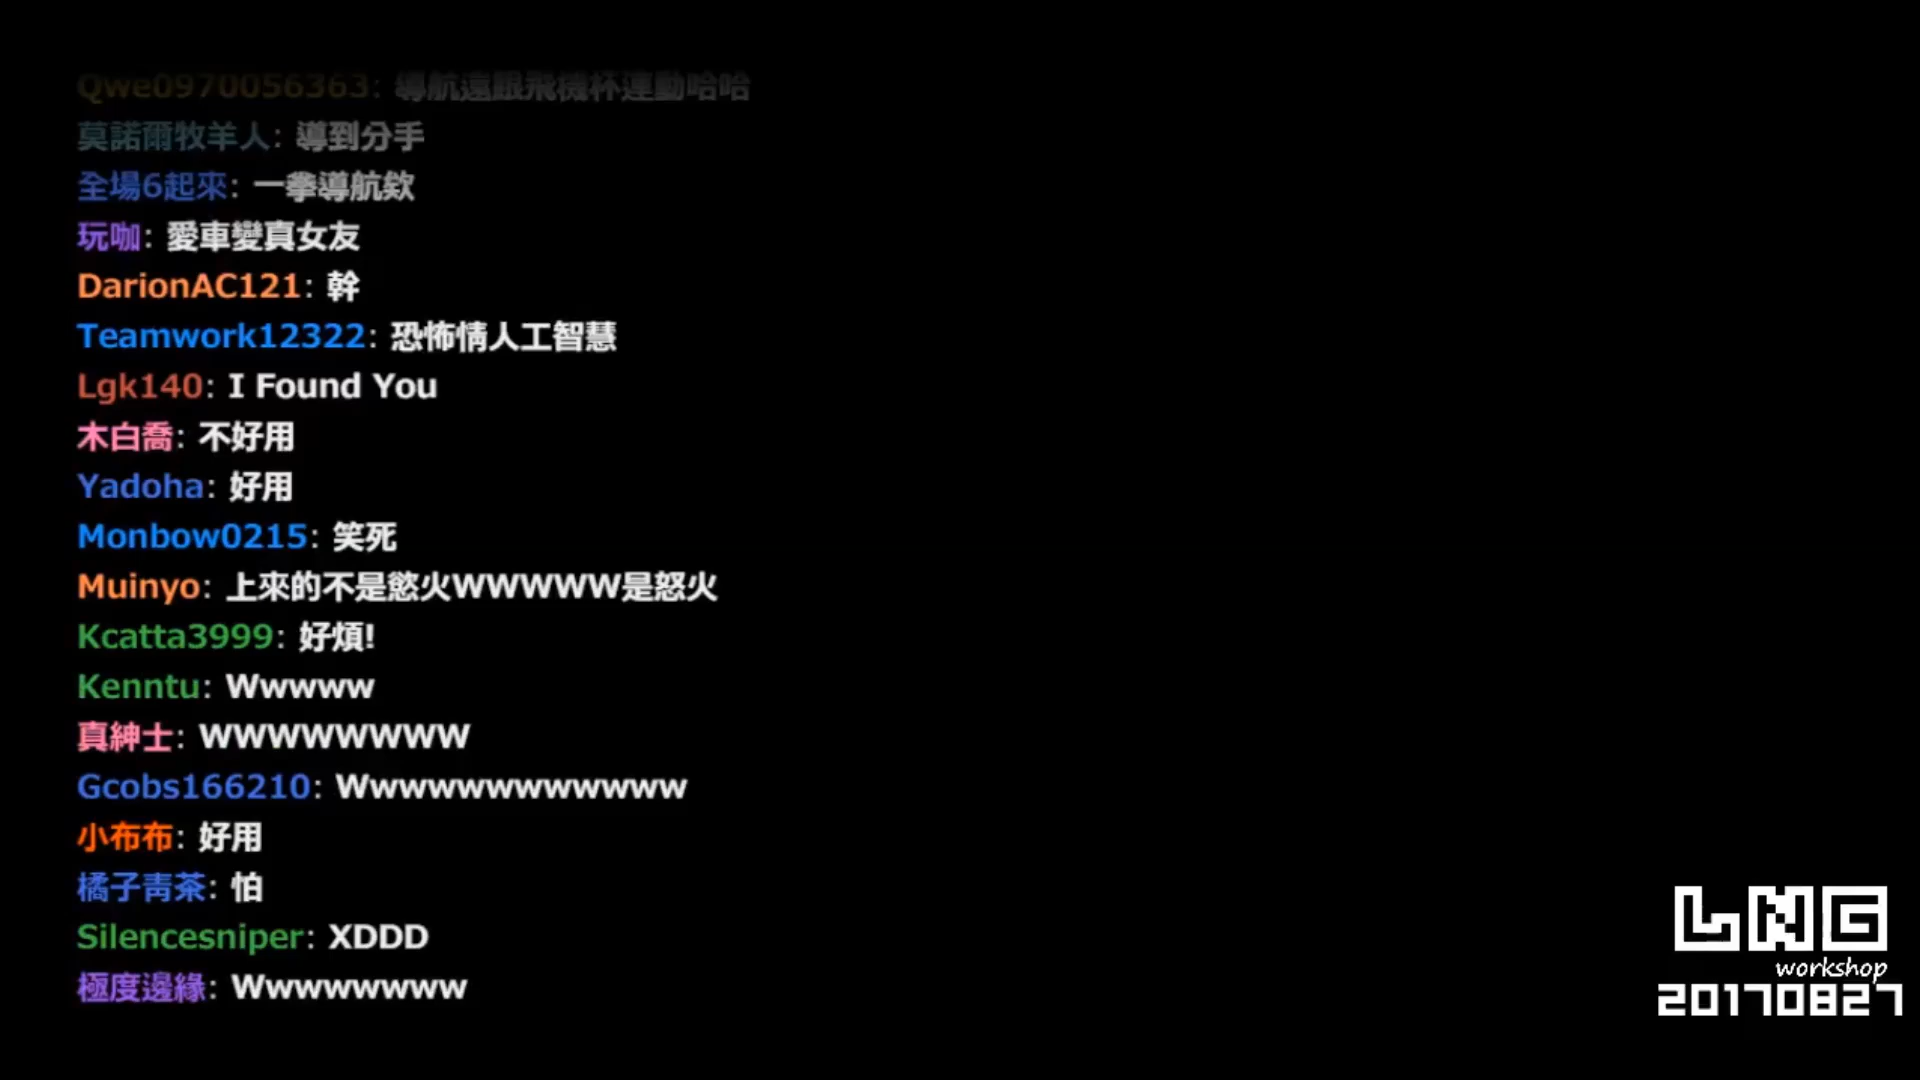 Qwe0970056363: 導航還跟飛機杯連動哈哈
莫諾爾牧羊人: 導到分手
全場6起來: 一拳導航欸
玩咖: 愛車變真女友
DarionAC121: 幹
Teamwork12322: 恐怖情人工智慧
Lgk140: I Found You
木白喬: 不好用
Yadoha: 好用
Monbow0215: 笑死
Muinyo: 上來的不是慾火WWWWW是怒火
Kcatta3999: 好煩!
Kenntu: Wwwww
真紳士: WWWWWWWW
Gcobs166210: Wwwwwwwwwwww
小布布: 好用
橘子青茶: 怕
Silencesniper: XDDD
極度邊緣: Wwwwwwww
LNG
workshop
20170827